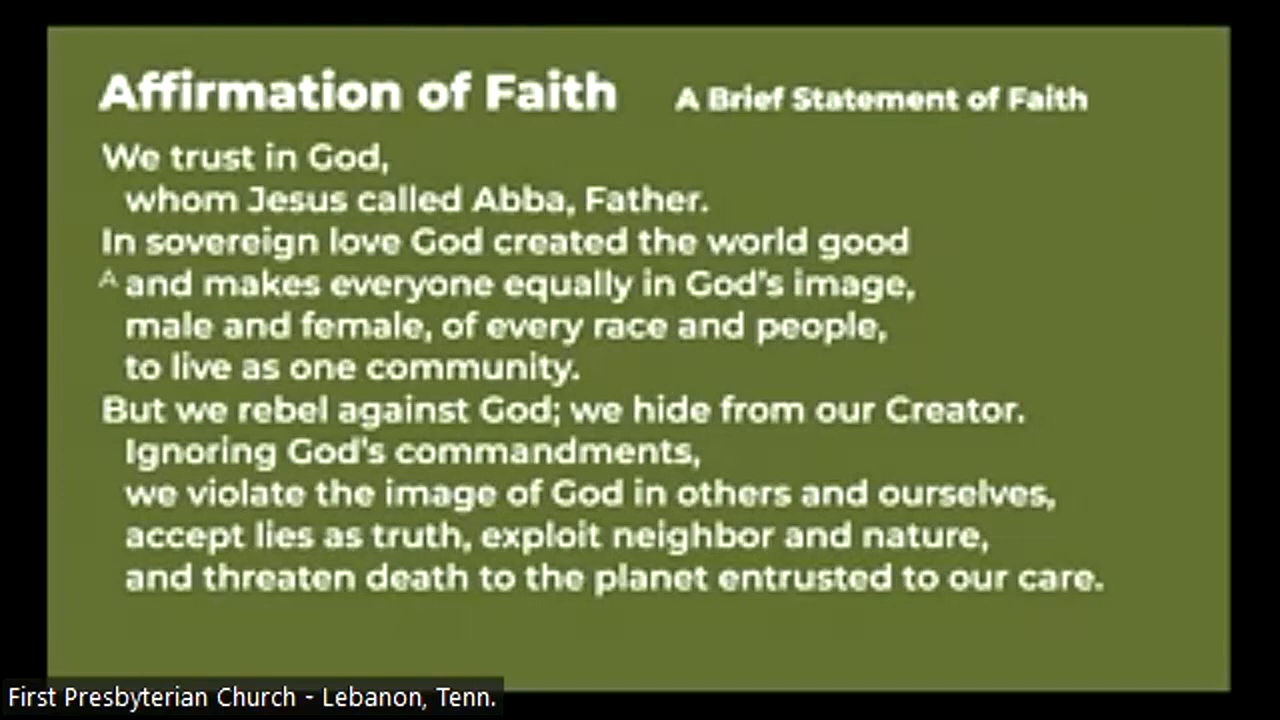 Affirmation of Faith A Brief Statement of Faith
We trust in God,
whom Jesus called Abba, Father.
In sovereign love God created the world good
A and makes everyone equally in God's image,
male and female, of every race and people,
to live as one community.
But we rebel against God; we hide from our Creator.
Ignoring God's commandments,
we violate the image of God in others and ourselves,
accept lies as truth, exploit neighbor and nature,
and threaten death to the planet entrusted to our care.
First Presbyterian Church - Lebanon, Tenn.